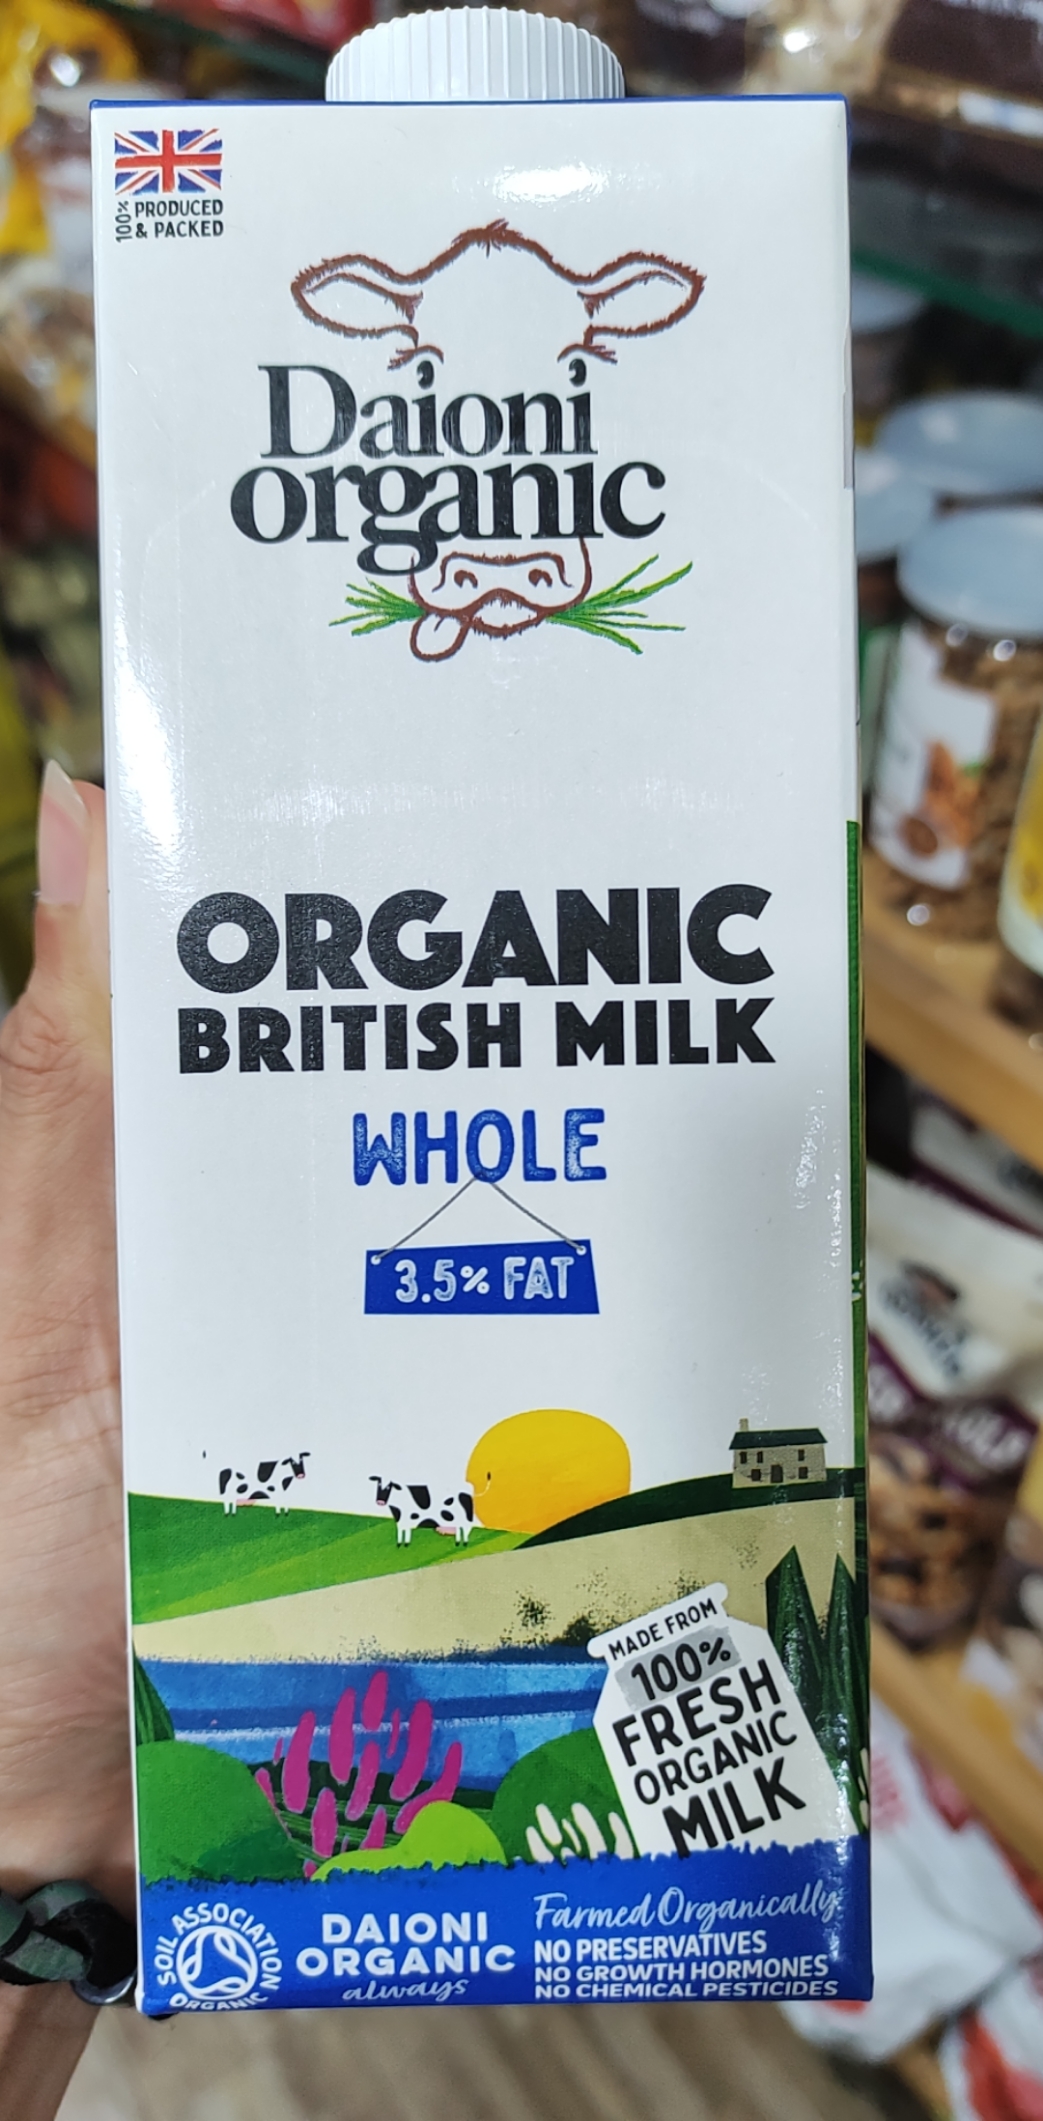 100% PRODUCED
& PACKED
Daioni
organic
ORGANIC
BRITISH MILK
WHOLE
3.5% FAT
MADE FROM
100%
FRESH
ORGANIC
MILK
SOIL ASSOCIATION
ORGANIC
DAIONI
ORGANIC
always
Farmed Organically
NO PRESERVATIVES
NO GROWTH HORMONES
NO CHEMICAL PESTICIDES